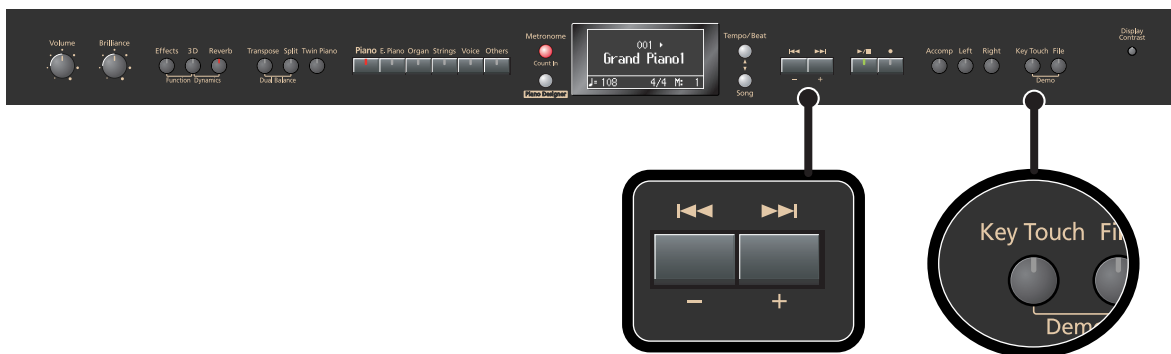 Volume
Brilliance
Effects 3D Reverb
Function Dynamics
Transpose Split Twin Piano
Dual Balance
Piano E. Piano Organ Strings Voice Others
Metronome
Count In
Piano Designer
001 ▸
Grand Piano1
♩= 108 4/4 M: 1
Tempo/Beat
Song
− +
Accomp Left Right
Key Touch File
Demo
Display
Contrast
− +
Key Touch Fi
Dem